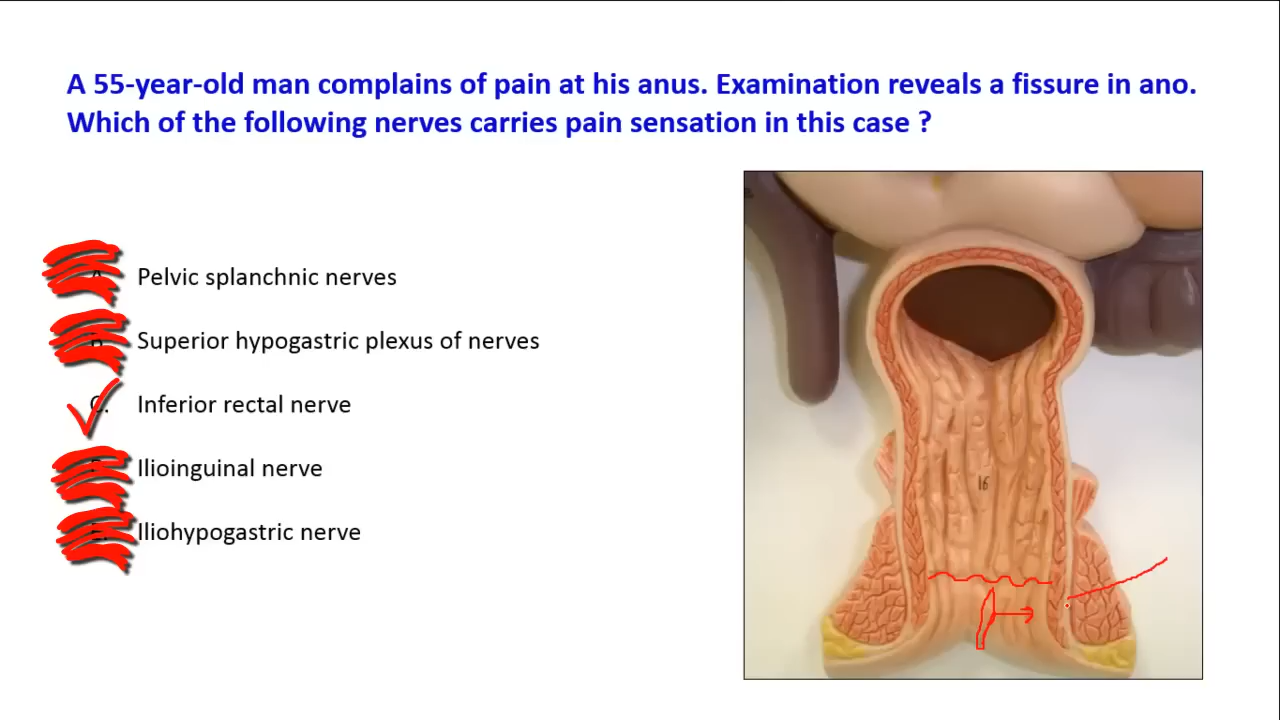 A 55-year-old man complains of pain at his anus. Examination reveals a fissure in ano.
Which of the following nerves carries pain sensation in this case ?
Pelvic splanchnic nerves
Superior hypogastric plexus of nerves
C. Inferior rectal nerve
Ilioinguinal nerve
Iliohypogastric nerve
16